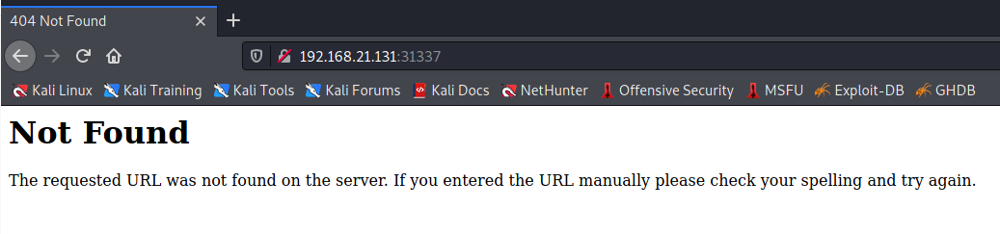 404 Not Found
192.168.21.131:31337
Kali Linux Kali Training Kali Tools Kali Forums Kali Docs NetHunter Offensive Security MSFU Exploit-DB GHDB
Not Found
The requested URL was not found on the server. If you entered the URL manually please check your spelling and try again.